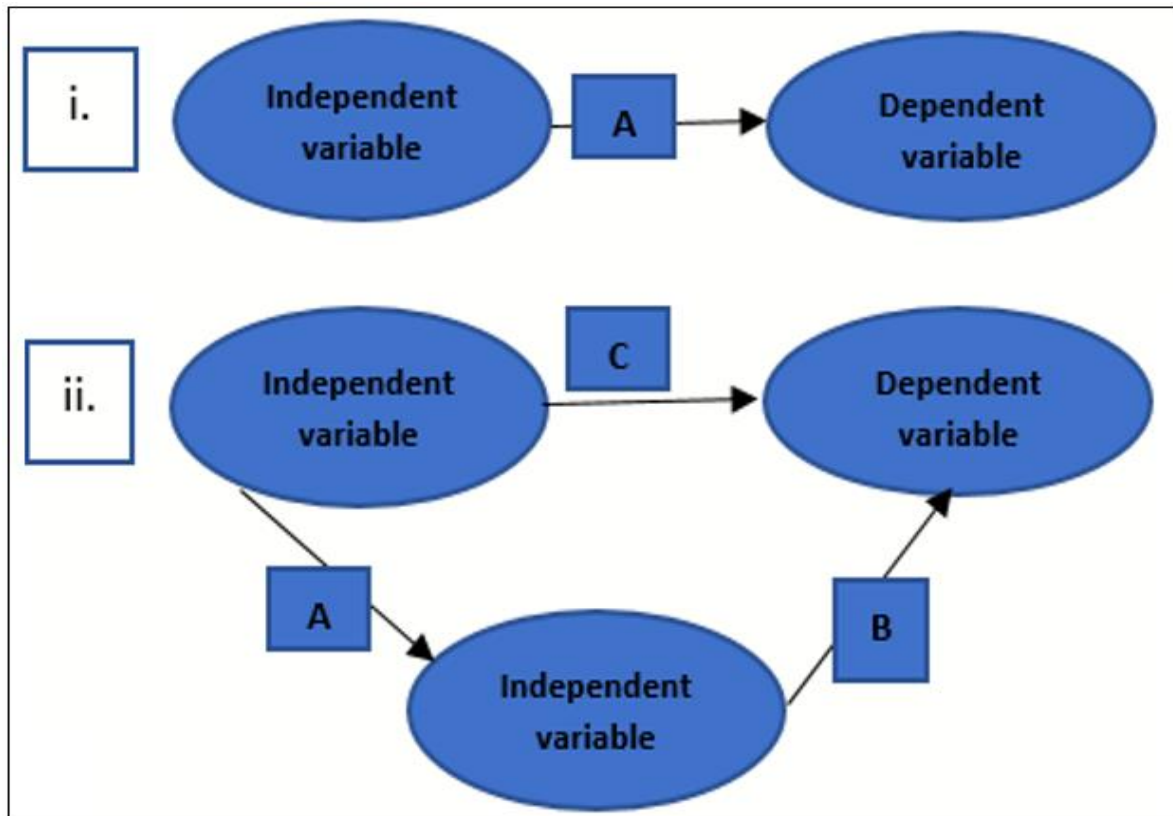 i.
Independent
variable
A
Dependent
variable
ii.
Independent
variable
C
Dependent
variable
A
B
Independent
variable